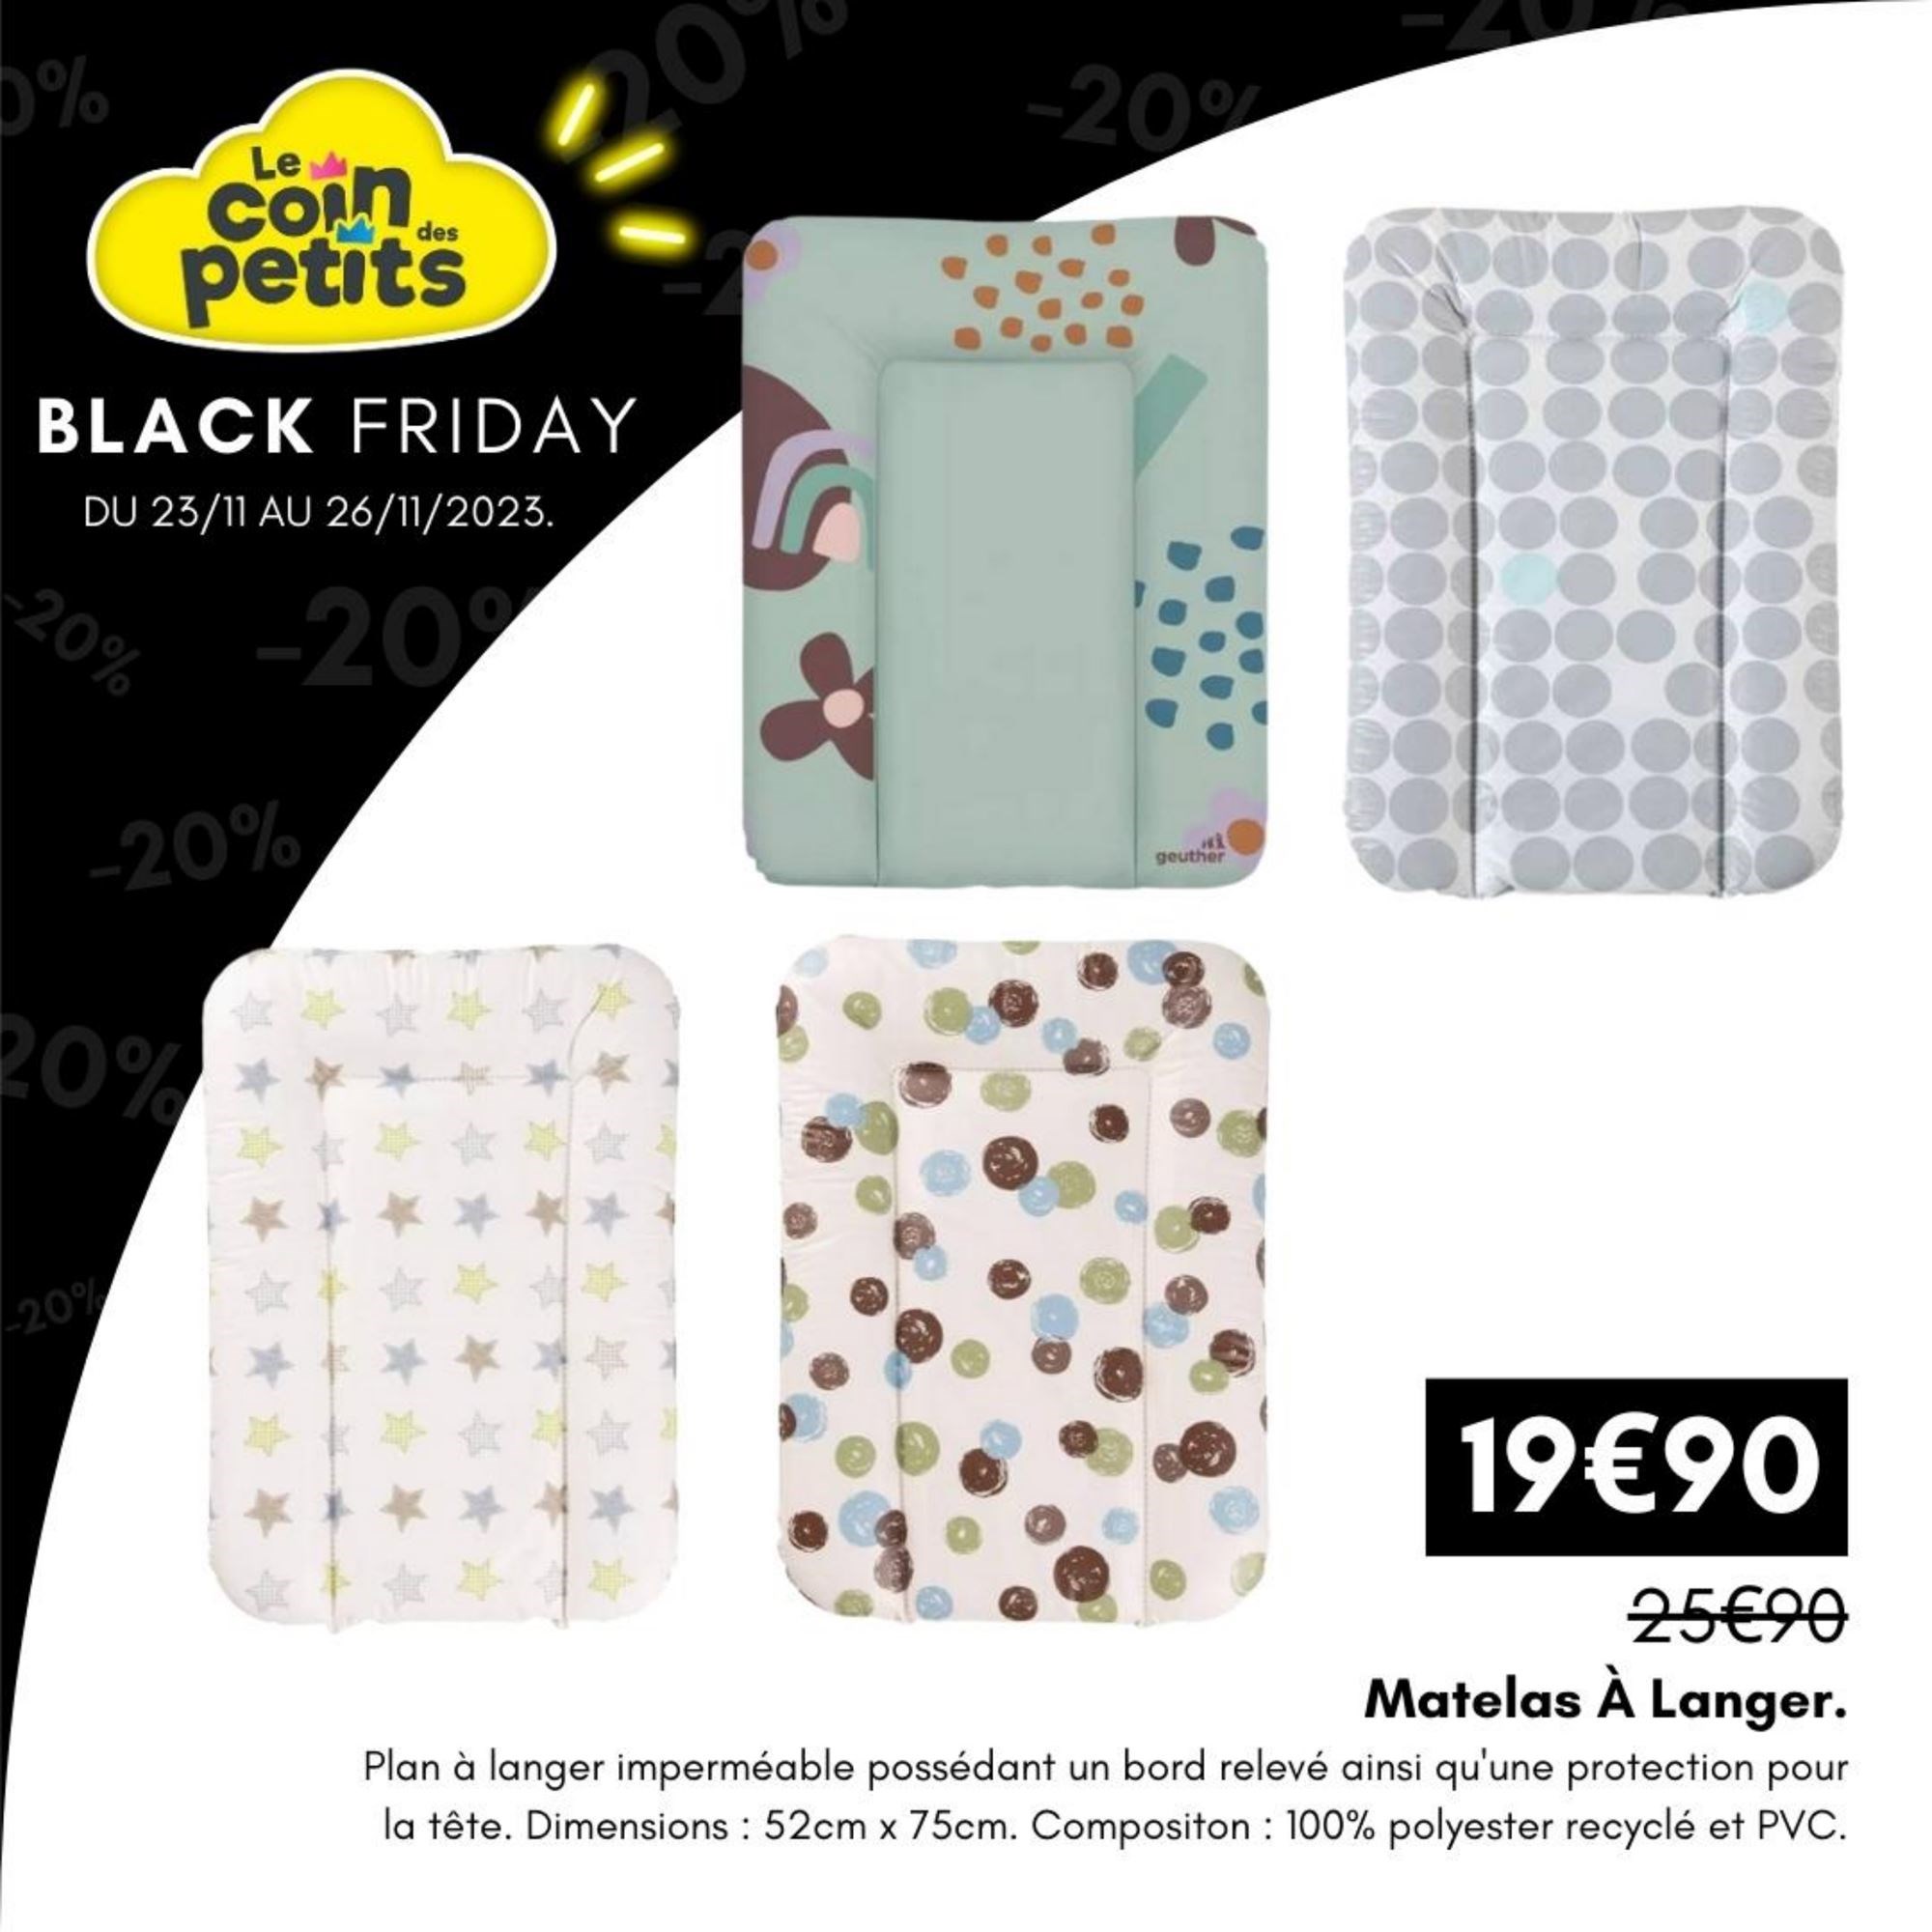 Le
coin
des
petits
BLACK FRIDAY
DU 23/11 AU 26/11/2023.
-20%
-20%
-20%
-20%
-20%
geuther
19€90
25€90
Matelas À Langer.
Plan à langer imperméable possédant un bord relevé ainsi qu'une protection pour
la tête. Dimensions : 52cm x 75cm. Compositon : 100% polyester recyclé et PVC.